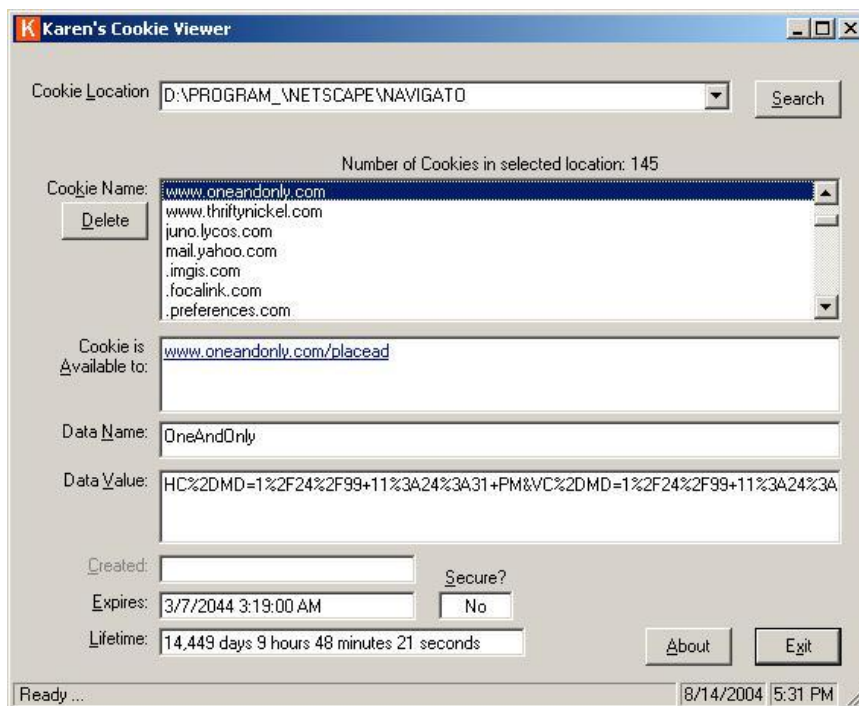 K Karen's Cookie Viewer
Cookie Location D:\PROGRAM_\NETSCAPE\NAVIGATO Search
Number of Cookies in selected location: 145
Cookie Name: www.oneandonly.com
Delete www.thriftynickel.com
juno.lycos.com
mail.yahoo.com
.imgis.com
.focalink.com
.preferences.com
Cookie is www.oneandonly.com/placead
Available to:
Data Name: OneAndOnly
Data Value: HC%2DMD=1%2F24%2F99+11%3A24%3A31+PM&VC%2DMD=1%2F24%2F99+11%3A24%3A
Created: Secure?
Expires: 3/7/2044 3:19:00 AM No
Lifetime: 14,449 days 9 hours 48 minutes 21 seconds About Exit
Ready ... 8/14/2004 5:31 PM